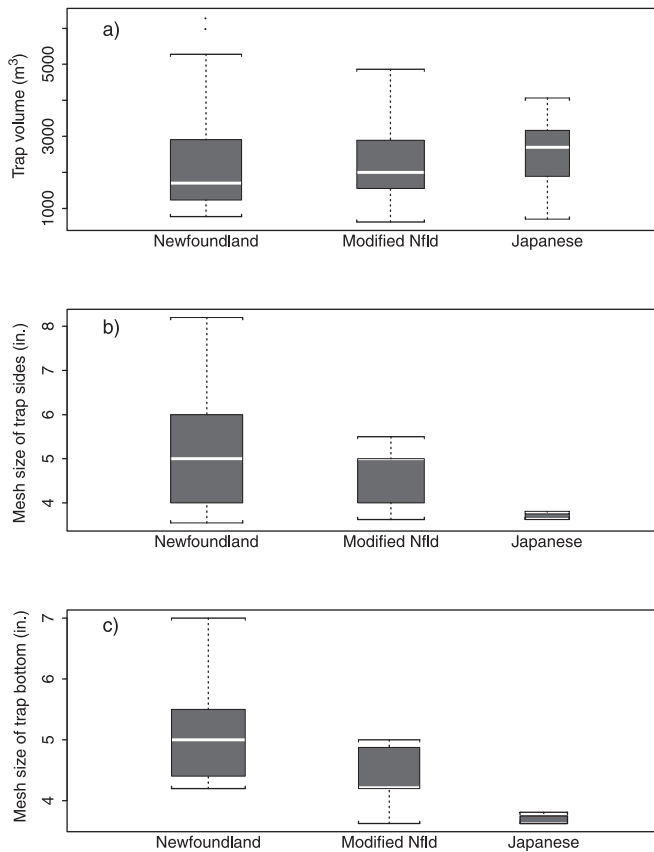 a)
Trap volume (m³)
5000
3000
1000
Newfoundland Modified Nfld Japanese
b)
Mesh size of trap sides (in.)
8
7
6
5
4
Newfoundland Modified Nfld Japanese
c)
Mesh size of trap bottom (in.)
7
6
5
4
Newfoundland Modified Nfld Japanese